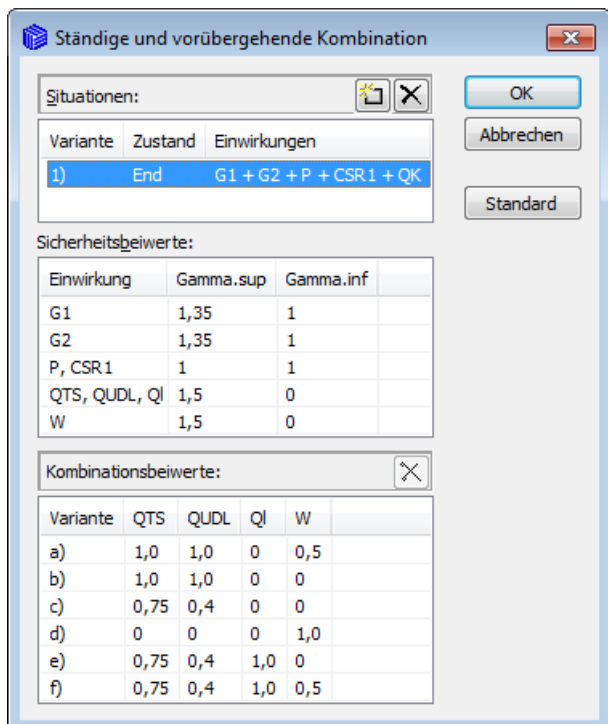 Ständige und vorübergehende Kombination
Situationen:
OK
Variante Zustand Einwirkungen
Abbrechen
1) End G1 + G2 + P + CSR1 + QK
Standard
Sicherheitsbeiwerte:
Einwirkung Gamma.sup Gamma.inf
G1 1,35 1
G2 1,35 1
P, CSR1 1 1
QTS, QUDL, Ql 1,5 0
W 1,5 0
Kombinationsbeiwerte:
Variante QTS QUDL Ql W
a) 1,0 1,0 0 0,5
b) 1,0 1,0 0 0
c) 0,75 0,4 0 0
d) 0 0 0 1,0
e) 0,75 0,4 1,0 0
f) 0,75 0,4 1,0 0,5